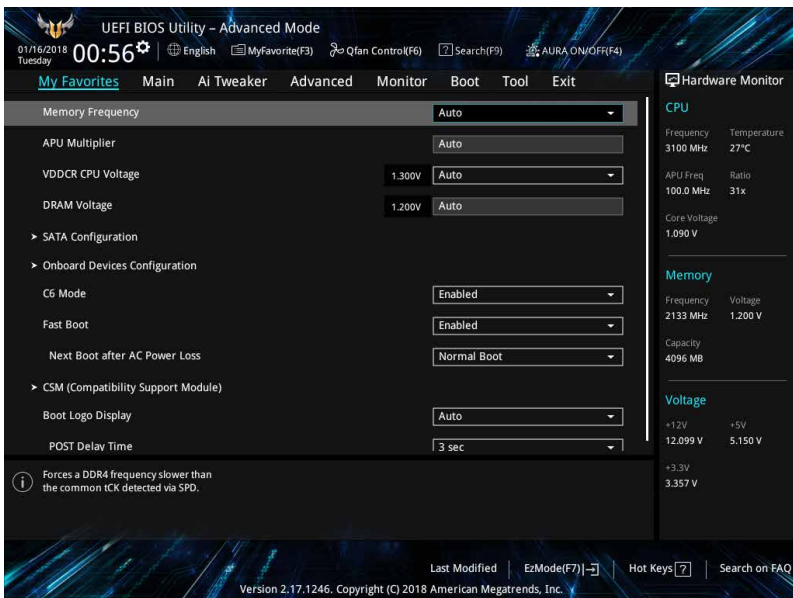 UEFI BIOS Utility – Advanced Mode
01/16/2018
Tuesday
00:56
English
MyFavorite(F3)
Qfan Control(F6)
? Search(F9)
AURA ON/OFF(F4)
My Favorites Main Ai Tweaker Advanced Monitor Boot Tool Exit
Memory Frequency Auto
APU Multiplier Auto
VDDCR CPU Voltage 1.300V Auto
DRAM Voltage 1.200V Auto
> SATA Configuration
> Onboard Devices Configuration
C6 Mode Enabled
Fast Boot Enabled
Next Boot after AC Power Loss Normal Boot
> CSM (Compatibility Support Module)
Boot Logo Display Auto
POST Delay Time 3 sec
i
Forces a DDR4 frequency slower than
the common tCK detected via SPD.
Hardware Monitor
CPU
Frequency Temperature
3100 MHz 27°C
APU Freq Ratio
100.0 MHz 31x
Core Voltage
1.090 V
Memory
Frequency Voltage
2133 MHz 1.200 V
Capacity
4096 MB
Voltage
+12V +5V
12.099 V 5.150 V
+3.3V
3.357 V
Last Modified
EzMode(F7)
Hot Keys ?
Search on FAQ
Version 2.17.1246. Copyright (C) 2018 American Megatrends, Inc.